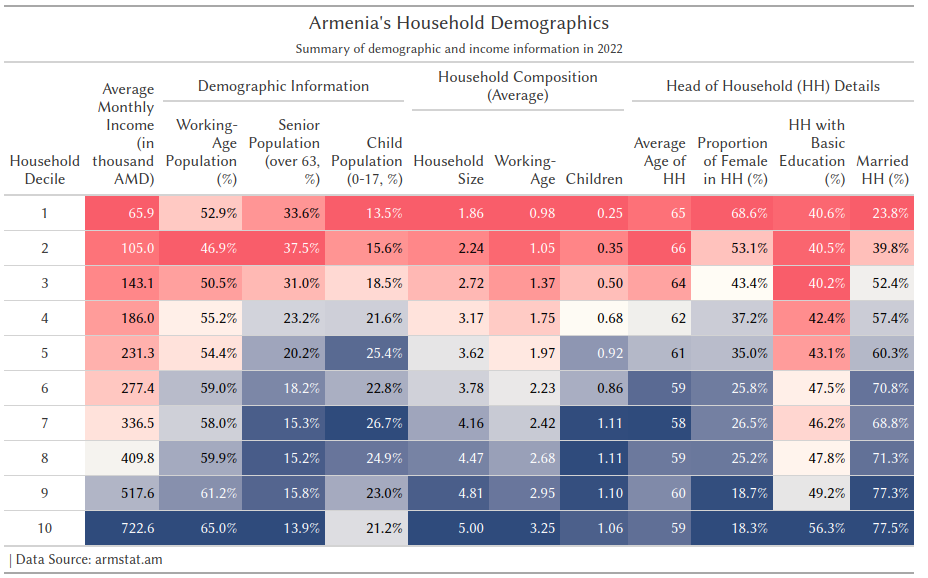 Armenia's Household Demographics
Summary of demographic and income information in 2022
Household Decile
Average Monthly Income (in thousand AMD)
Demographic Information
Working-Age Population (%)
Senior Population (over 63, %)
Child Population (0-17, %)
Household Composition (Average)
Household Size
Working-Age
Children
Head of Household (HH) Details
Average Age of HH
Proportion of Female in HH (%)
HH with Basic Education (%)
Married HH (%)
1 65.9 52.9% 33.6% 13.5% 1.86 0.98 0.25 65 68.6% 40.6% 23.8%
2 105.0 46.9% 37.5% 15.6% 2.24 1.05 0.35 66 53.1% 40.5% 39.8%
3 143.1 50.5% 31.0% 18.5% 2.72 1.37 0.50 64 43.4% 40.2% 52.4%
4 186.0 55.2% 23.2% 21.6% 3.17 1.75 0.68 62 37.2% 42.4% 57.4%
5 231.3 54.4% 20.2% 25.4% 3.62 1.97 0.92 61 35.0% 43.1% 60.3%
6 277.4 59.0% 18.2% 22.8% 3.78 2.23 0.86 59 25.8% 47.5% 70.8%
7 336.5 58.0% 15.3% 26.7% 4.16 2.42 1.11 58 26.5% 46.2% 68.8%
8 409.8 59.9% 15.2% 24.9% 4.47 2.68 1.11 59 25.2% 47.8% 71.3%
9 517.6 61.2% 15.8% 23.0% 4.81 2.95 1.10 60 18.7% 49.2% 77.3%
10 722.6 65.0% 13.9% 21.2% 5.00 3.25 1.06 59 18.3% 56.3% 77.5%
| Data Source: armstat.am